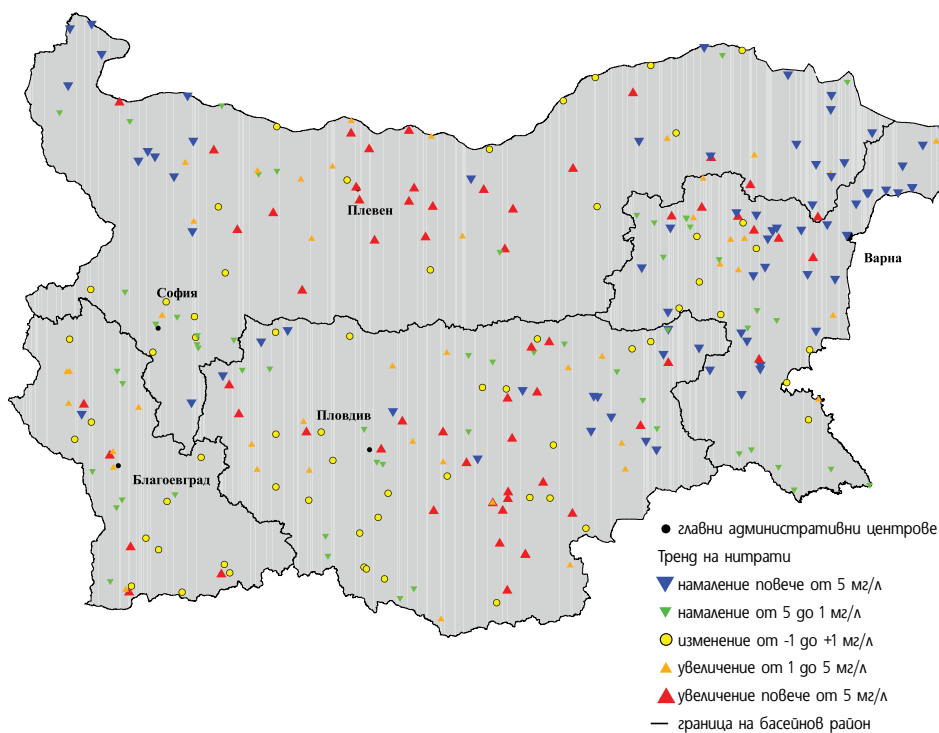 Плевен
Варна
София
Пловдив
Благоевград
главни административни центрове
Тренд на нитрати
намаление повече от 5 мг/л
намаление от 5 до 1 мг/л
изменение от -1 до +1 мг/л
увеличение от 1 до 5 мг/л
увеличение повече от 5 мг/л
граница на басейнов район